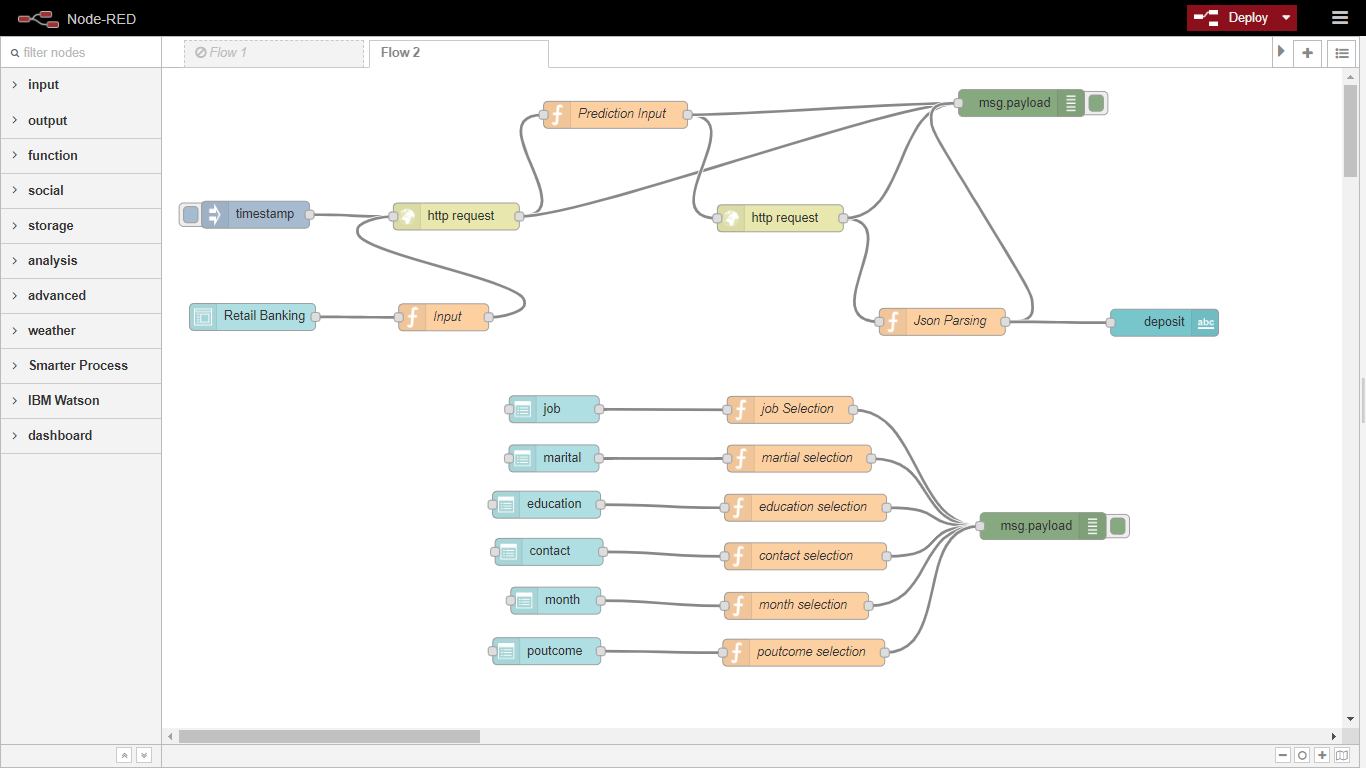 Node-RED
Deploy
filter nodes
Flow 1
Flow 2
input
output
function
social
storage
analysis
advanced
weather
Smarter Process
IBM Watson
dashboard
Prediction Input
msg.payload
timestamp
http request
http request
Retail Banking
Input
Json Parsing
deposit
abc
job
job Selection
marital
martial selection
education
education selection
msg.payload
contact
contact selection
month
month selection
poutcome
poutcome selection